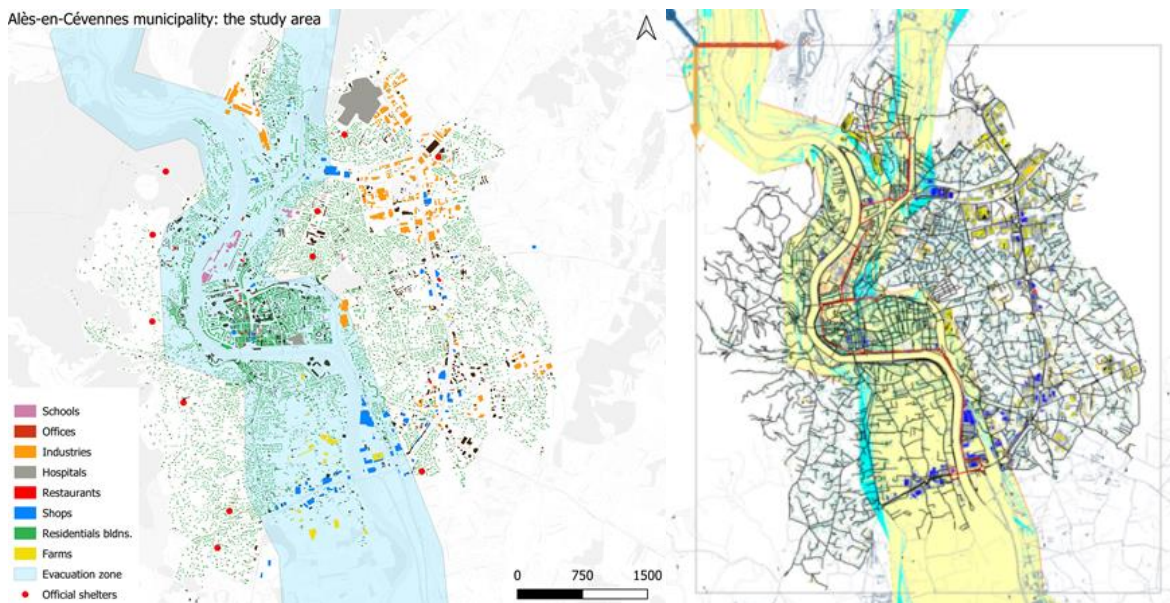 Alès-en-Cévennes municipality: the study area
Schools
Offices
Industries
Hospitals
Restaurants
Shops
Residentials bldns.
Farms
Evacuation zone
Official shelters
0 750 1500